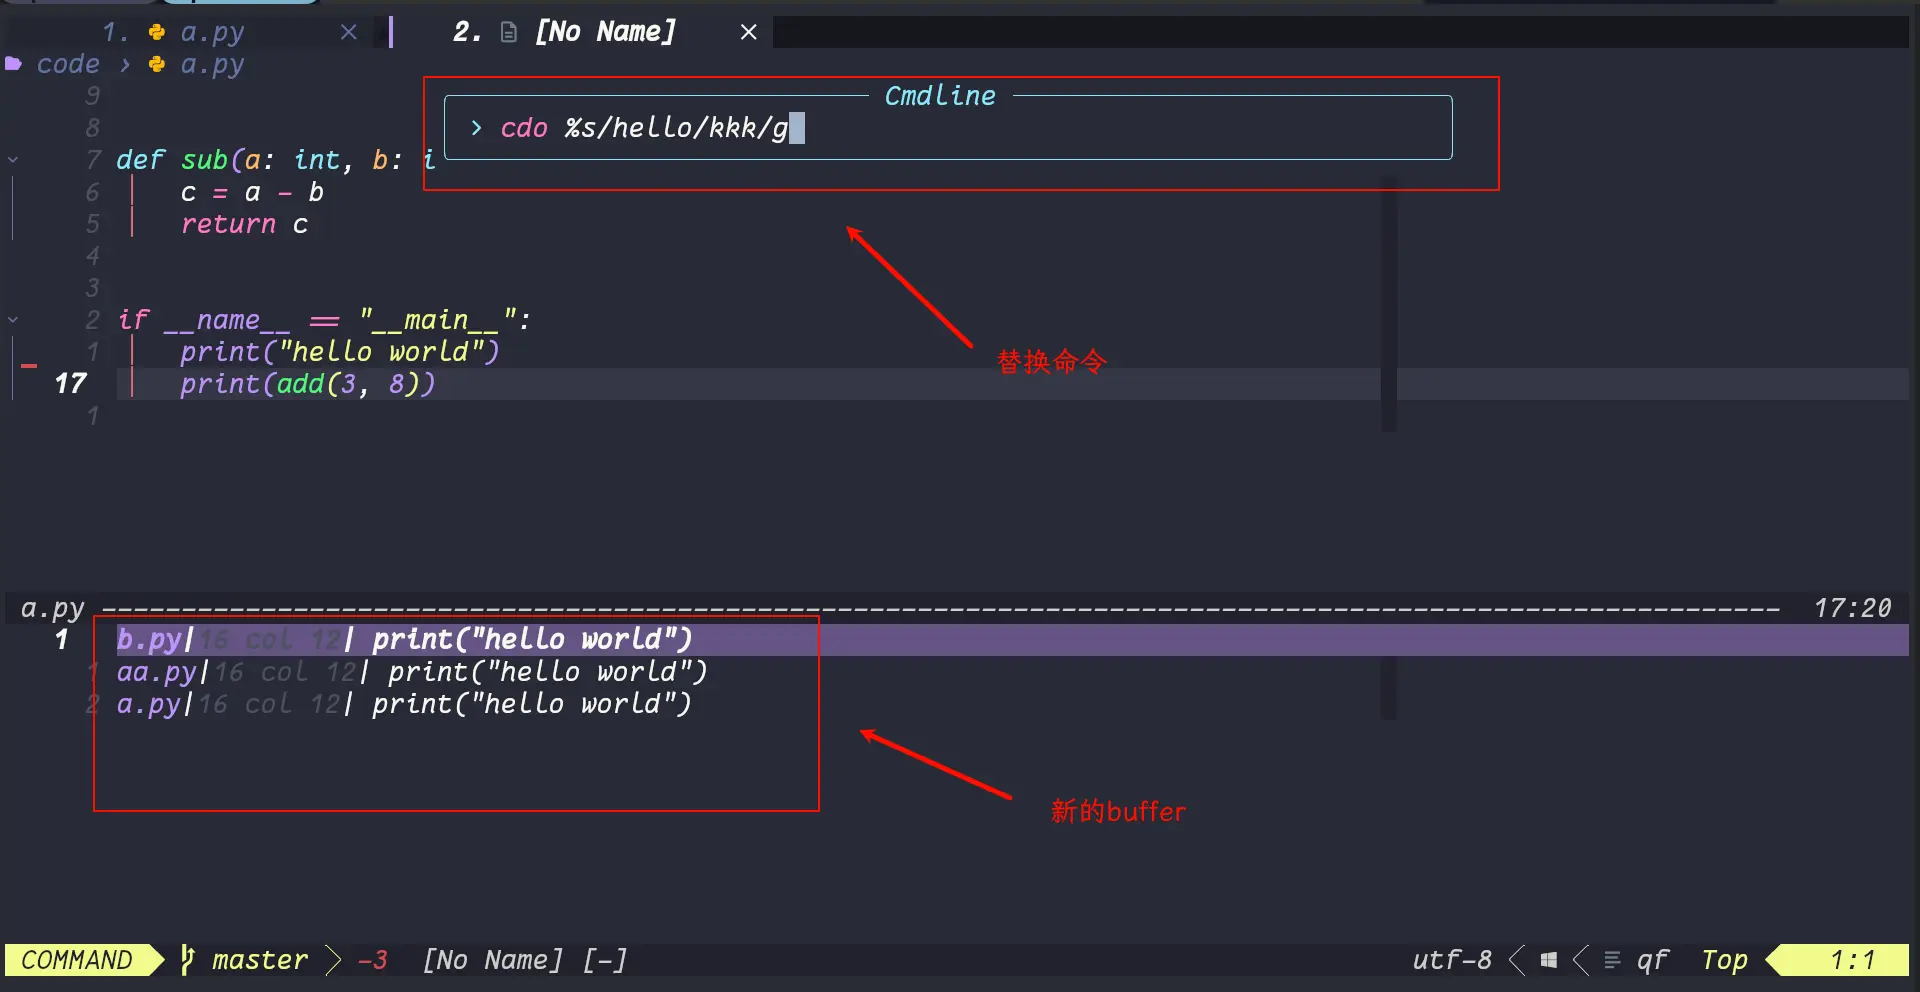 1. a.py × 2. [No Name] ×
code › a.py
9
Cmdline
8
> cdo %s/hello/kkk/g
7 def sub(a: int, b: i
6 c = a - b
5 return c
4
3
2 if __name__ == "__main__":
1 print("hello world")
替换命令
17 print(add(3, 8))
1
a.py 17:20
1 b.py|16 col 12| print("hello world")
1 aa.py|16 col 12| print("hello world")
2 a.py|16 col 12| print("hello world")
新的buffer
COMMAND master -3 [No Name] [-] utf-8 qf Top 1:1